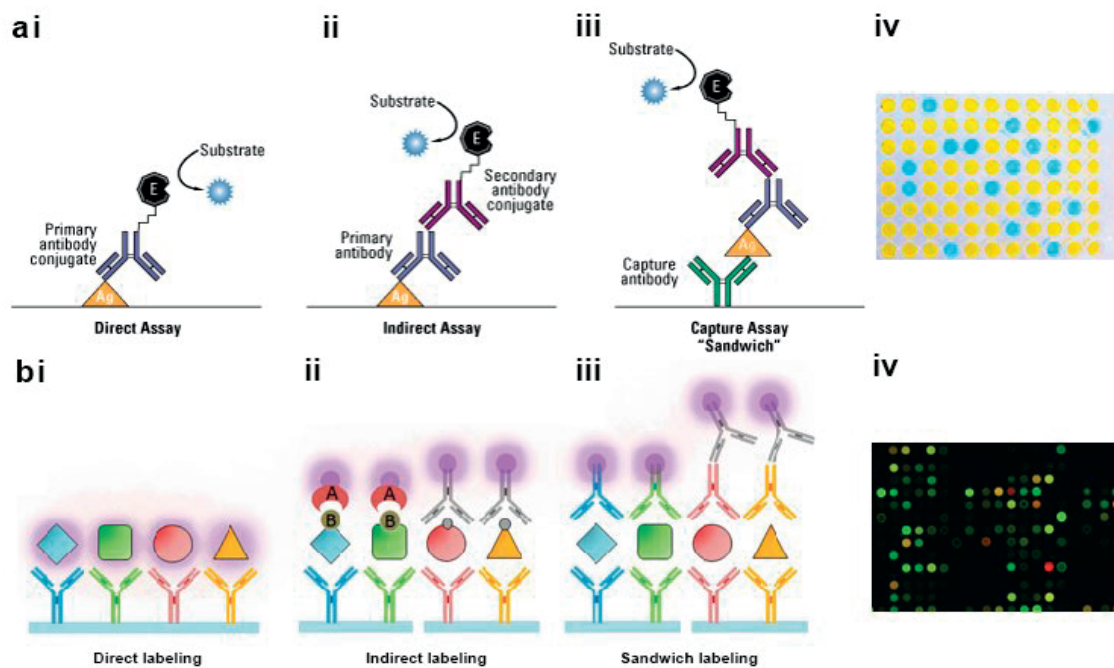 a i
ii
iii
iv
Substrate
E
Primary
antibody
conjugate
Ag
Direct Assay
Substrate
E
Secondary
antibody
conjugate
Primary
antibody
Ag
Indirect Assay
Substrate
E
Ag
Capture
antibody
Capture Assay
"Sandwich"
b i
ii
iii
iv
A
A
B
B
Direct labeling
Indirect labeling
Sandwich labeling